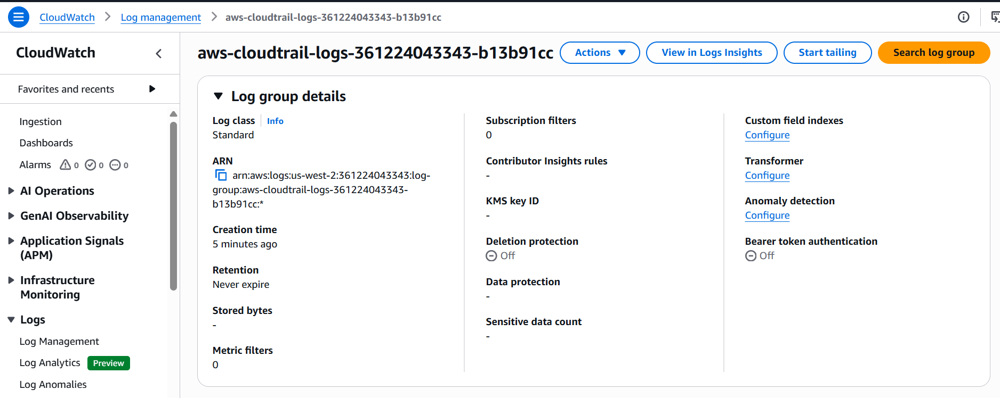 CloudWatch > Log management > aws-cloudtrail-logs-361224043343-b13b91cc
CloudWatch
Favorites and recents
Ingestion
Dashboards
Alarms 0 0 0
AI Operations
GenAI Observability
Application Signals
(APM)
Infrastructure
Monitoring
Logs
Log Management
Log Analytics Preview
Log Anomalies
aws-cloudtrail-logs-361224043343-b13b91cc
Actions
View in Logs Insights
Start tailing
Search log group
Log group details
Log class Info
Standard
ARN
arn:aws:logs:us-west-2:361224043343:log-
group:aws-cloudtrail-logs-361224043343-
b13b91cc:*
Creation time
5 minutes ago
Retention
Never expire
Stored bytes
-
Metric filters
0
Subscription filters
0
Contributor Insights rules
-
KMS key ID
-
Deletion protection
Off
Data protection
-
Sensitive data count
-
Custom field indexes
Configure
Transformer
Configure
Anomaly detection
Configure
Bearer token authentication
Off